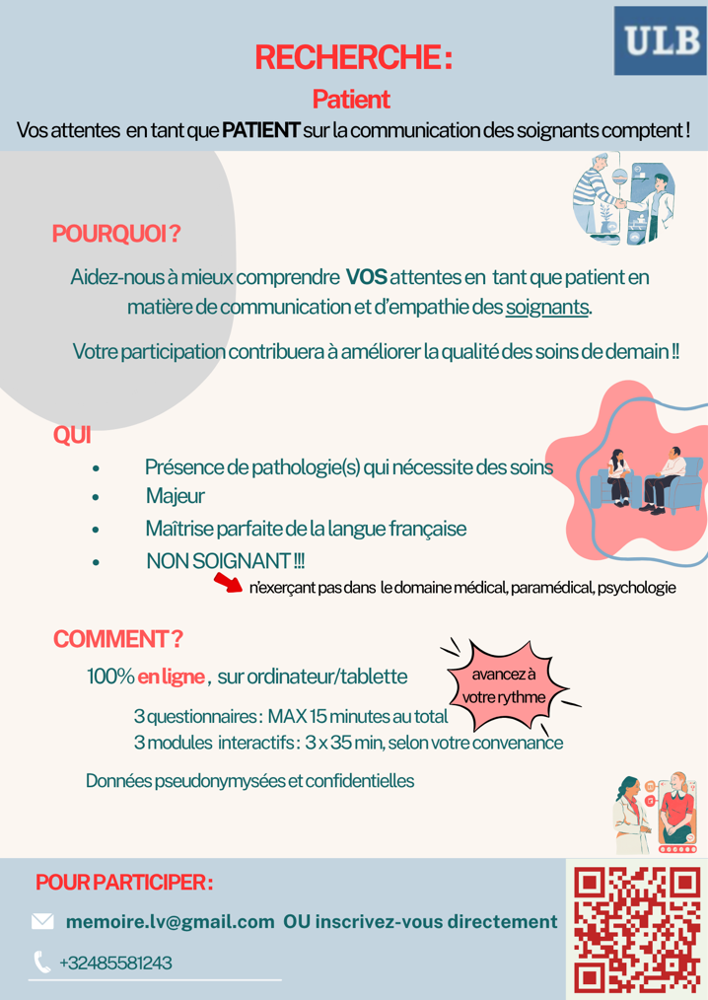 ULB
RECHERCHE :
Patient
Vos attentes en tant que PATIENT sur la communication des soignants comptent !
POURQUOI ?
Aidez-nous à mieux comprendre VOS attentes en tant que patient en
matière de communication et d'empathie des soignants.
Votre participation contribuera à améliorer la qualité des soins de demain !!
QUI
• Présence de pathologie(s) qui nécessite des soins
• Majeur
• Maîtrise parfaite de la langue française
• NON SOIGNANT !!!
n'exerçant pas dans le domaine médical, paramédical, psychologie
COMMENT ?
100% en ligne , sur ordinateur/tablette
avancez à
votre rythme
3 questionnaires : MAX 15 minutes au total
3 modules interactifs : 3 x 35 min, selon votre convenance
Données pseudonymysées et confidentielles
POUR PARTICIPER :
memoire.lv@gmail.com OU inscrivez-vous directement
+32485581243